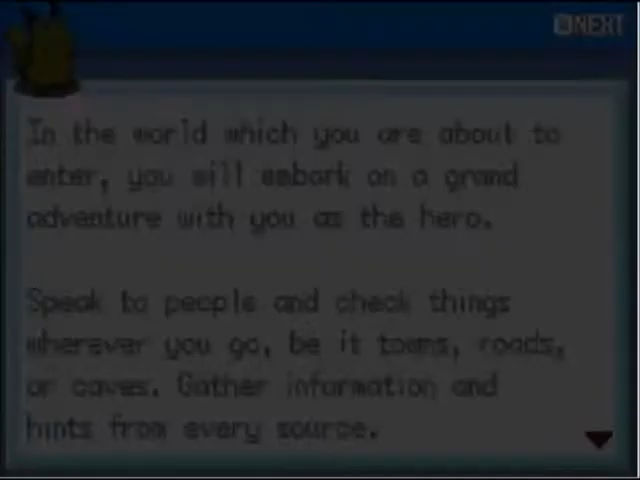 NEXT
In the world which you are about to
enter, you will embark on a grand
adventure with you as the hero.
Speak to people and check things
wherever you go, be it towns, roads,
or caves. Gather information and
hints from every source.